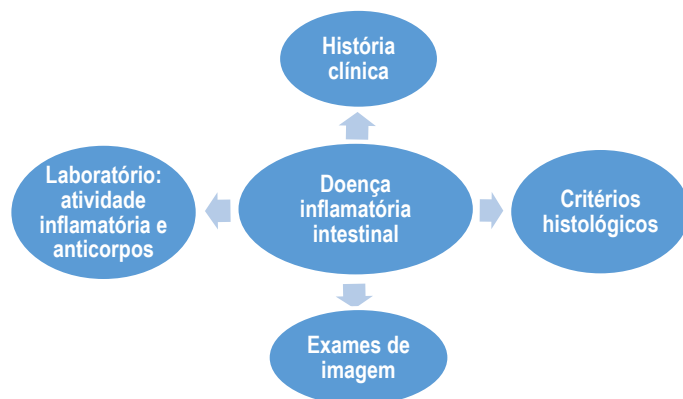 História
clínica
Laboratório:
atividade
inflamatória e
anticorpos
Doença
inflamatória
intestinal
Critérios
histológicos
Exames de
imagem